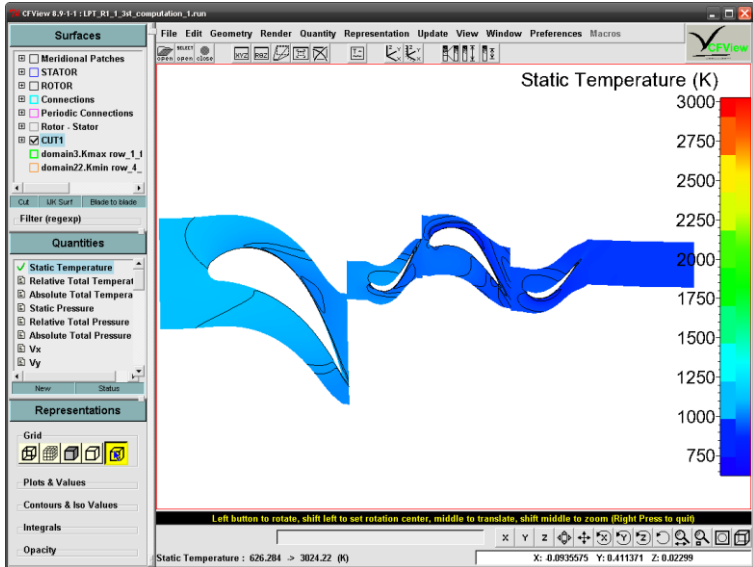 CFView 8.9-1-1 : LPT_R1_1_3st_computation_1.run
Surfaces
File Edit Geometry Render Quantity Representation Update View Window Preferences Macros
open SELECT open close
XYZ RΘZ
CFView
Meridional Patches
STATOR
ROTOR
Connections
Periodic Connections
Rotor - Stator
CUT1
domain3.Kmax row_1_1
domain22.Kmin row_4_
Cut UK Surf Blade to blade
Filter (regexp)
Quantities
Static Temperature
Relative Total Temperat
Absolute Total Tempera
Static Pressure
Relative Total Pressure
Absolute Total Pressure
Vx
Vy
New Status
Representations
Grid
Plots & Values
Contours & Iso Values
Integrals
Opacity
Static Temperature (K)
3000
2750
2500
2250
2000
1750
1500
1250
1000
750
Left button to rotate, shift left to set rotation center, middle to translate, shift middle to zoom (Right Press to quit)
X Y Z
Static Temperature : 626.284 -> 3024.22 (K)
X: -0.0935575 Y: 0.411371 Z: 0.02299